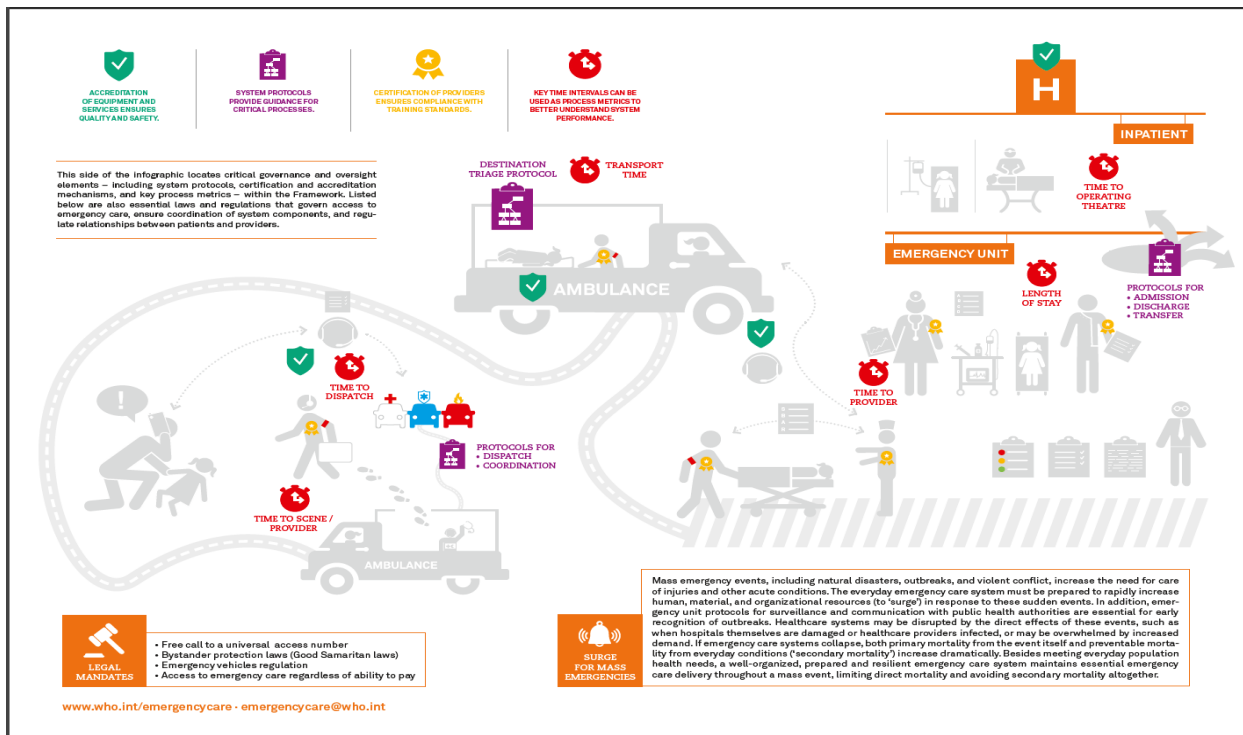 ACCREDITATION
OF EQUIPMENT AND
SERVICES ENSURES
QUALITY AND SAFETY.
SYSTEM PROTOCOLS
PROVIDE GUIDANCE FOR
CRITICAL PROCESSES.
CERTIFICATION OF PROVIDERS
ENSURES COMPLIANCE WITH
TRAINING STANDARDS.
KEY TIME INTERVALS CAN BE
USED AS PROCESS METRICS TO
BETTER UNDERSTAND SYSTEM
PERFORMANCE.
This side of the infographic locates critical governance and oversight
elements – including system protocols, certification and accreditation
mechanisms, and key process metrics – within the Framework. Listed
below are also essential laws and regulations that govern access to
emergency care, ensure coordination of system components, and regu-
late relationships between patients and providers.
DESTINATION
TRIAGE PROTOCOL
TRANSPORT
TIME
AMBULANCE
H
INPATIENT
TIME TO
OPERATING
THEATRE
EMERGENCY UNIT
LENGTH
OF STAY
PROTOCOLS FOR
• ADMISSION
• DISCHARGE
• TRANSFER
TIME TO
DISPATCH
TIME TO
PROVIDER
PROTOCOLS FOR
• DISPATCH
• COORDINATION
TIME TO SCENE /
PROVIDER
AMBULANCE
LEGAL
MANDATES
• Free call to a universal access number
• Bystander protection laws (Good Samaritan laws)
• Emergency vehicles regulation
• Access to emergency care regardless of ability to pay
SURGE
FOR MASS
EMERGENCIES
Mass emergency events, including natural disasters, outbreaks, and violent conflict, increase the need for care
of injuries and other acute conditions. The everyday emergency care system must be prepared to rapidly increase
human, material, and organizational resources (to ‘surge’) in response to these sudden events. In addition, emer-
gency unit protocols for surveillance and communication with public health authorities are essential for early
recognition of outbreaks. Healthcare systems may be disrupted by the direct effects of these events, such as
when hospitals themselves are damaged or healthcare providers infected, or may be overwhelmed by increased
demand. If emergency care systems collapse, both primary mortality from the event itself and preventable morta-
lity from everyday conditions (‘secondary mortality’) increase dramatically. Besides meeting everyday population
health needs, a well-organized, prepared and resilient emergency care system maintains essential emergency
care delivery throughout a mass event, limiting direct mortality and avoiding secondary mortality altogether.
www.who.int/emergencycare · emergencycare@who.int